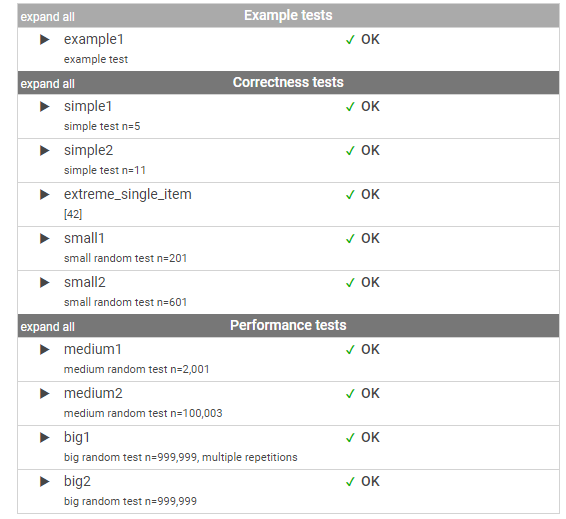 expand all Example tests
example1 ✓ OK
example test
expand all Correctness tests
simple1 ✓ OK
simple test n=5
simple2 ✓ OK
simple test n=11
extreme_single_item ✓ OK
[42]
small1 ✓ OK
small random test n=201
small2 ✓ OK
small random test n=601
expand all Performance tests
medium1 ✓ OK
medium random test n=2,001
medium2 ✓ OK
medium random test n=100,003
big1 ✓ OK
big random test n=999,999, multiple repetitions
big2 ✓ OK
big random test n=999,999